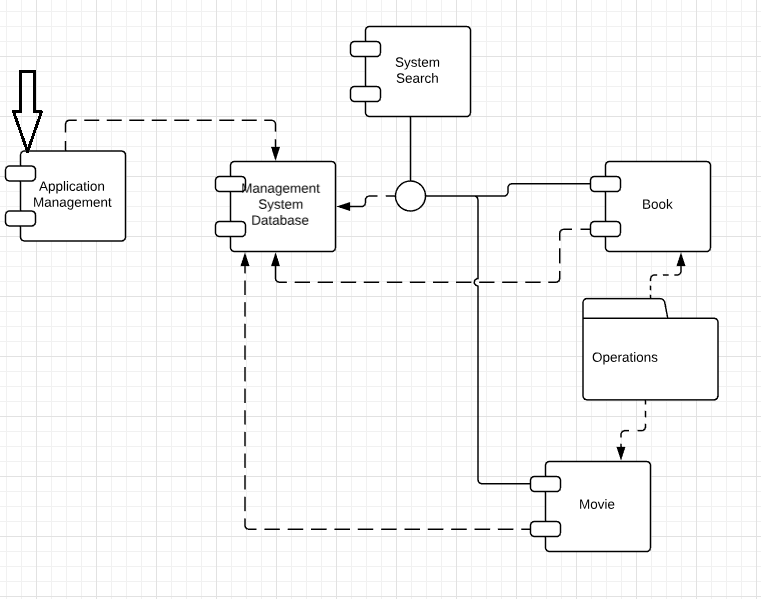 System
Search
Application
Management
Management
System
Database
Book
Operations
Movie